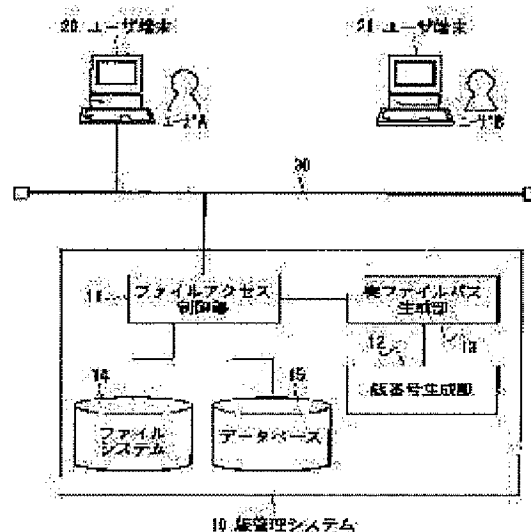 20 ユーザ端末
21 ユーザ端末
ユーザA
ユーザB
30
11
ファイルアクセス
制御部
実ファイルパス
生成部
12
13
版番号生成部
14
ファイル
システム
15
データベース
10 版管理システム